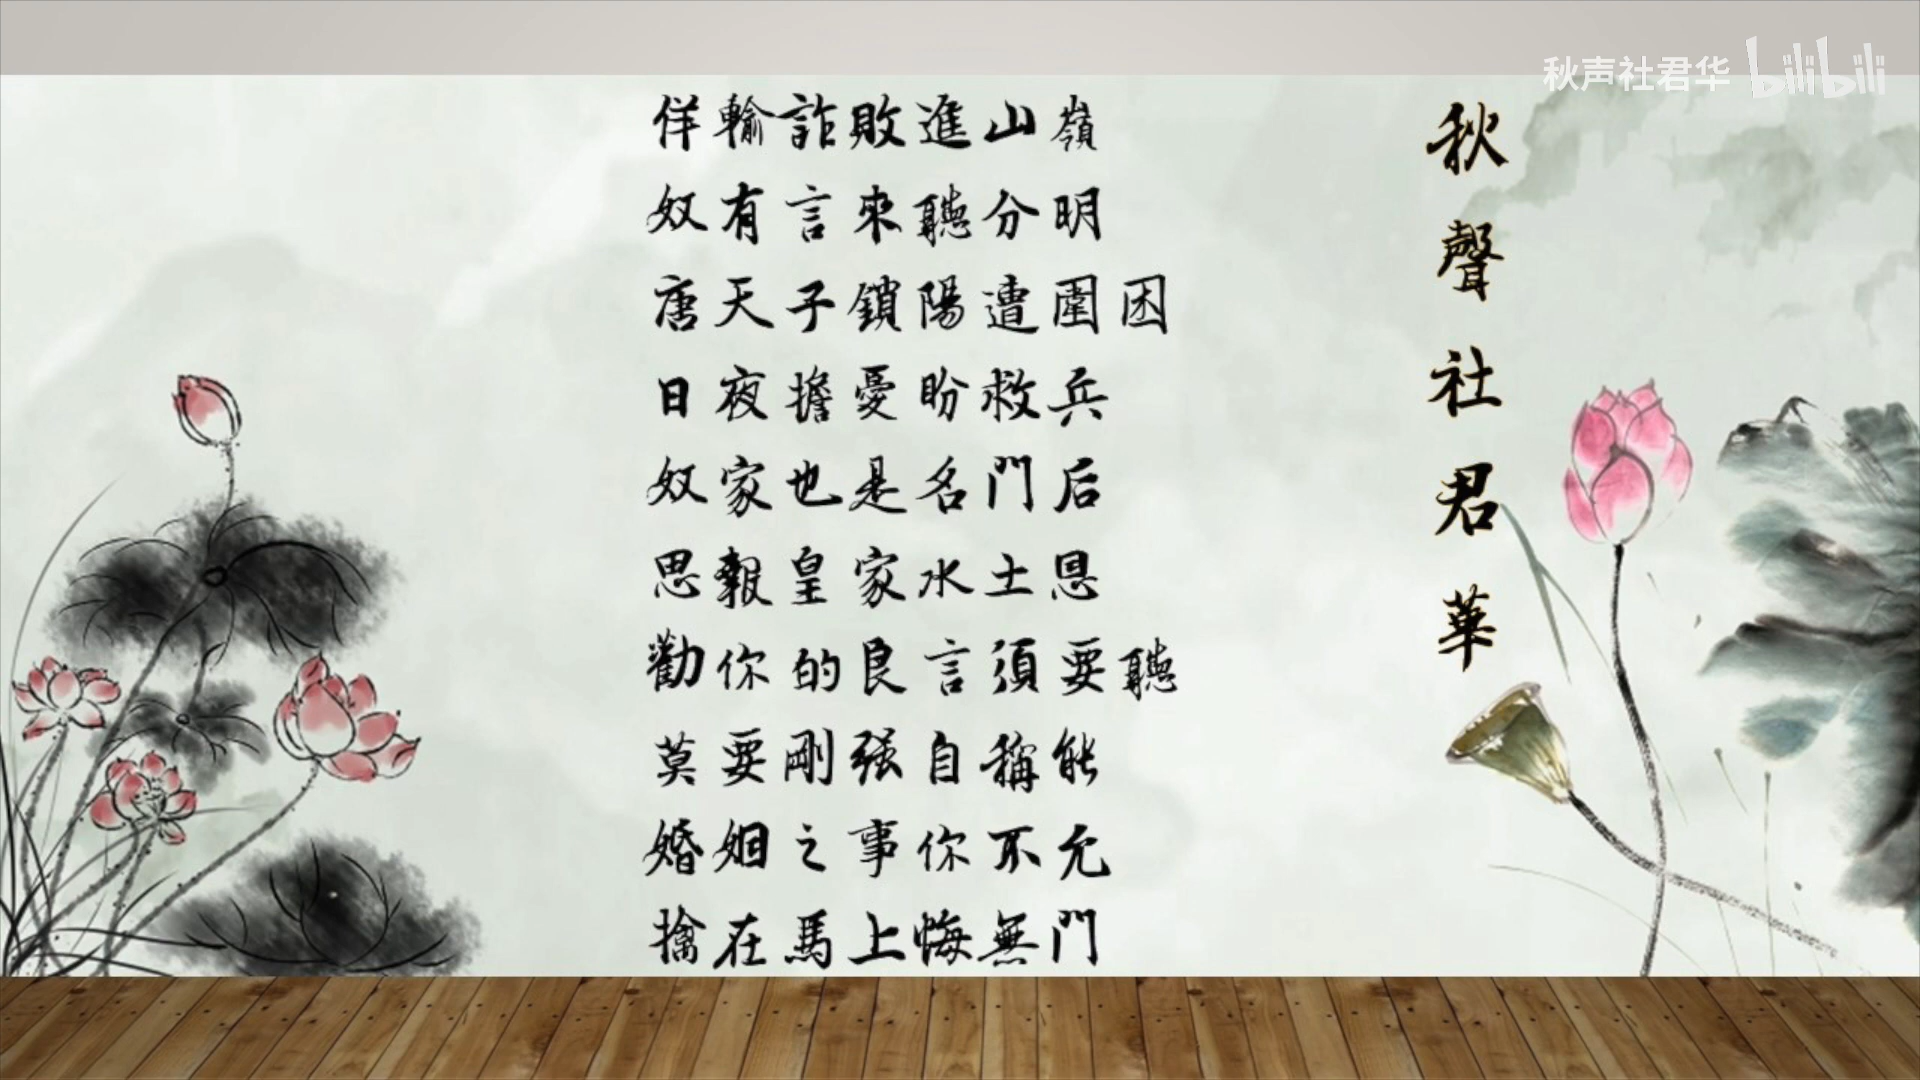 秋声社君华 bilibili
佯輸詐敗進山嶺
奴有言來聽分明
唐天子鎖陽遭圍困
日夜擔憂盼救兵
奴家也是名門后
思報皇家水土恩
勸你的良言須要聽
莫要剛强自稱能
婚姻之事你不允
擒在馬上悔無門
秋聲社君華